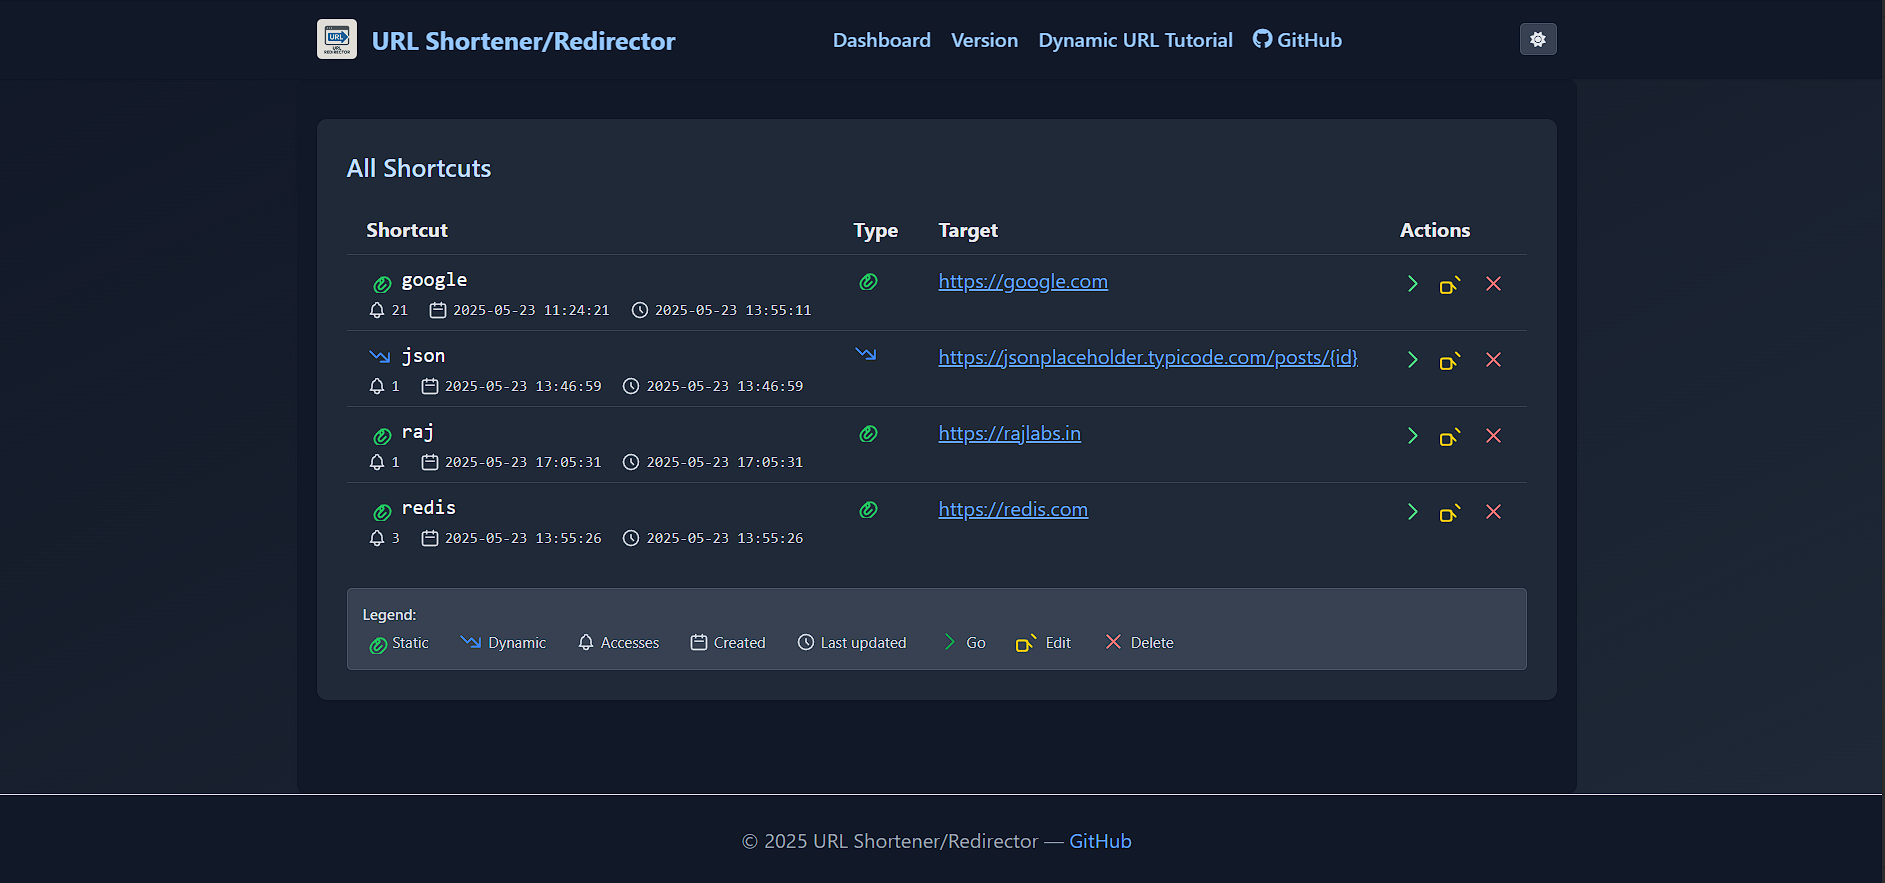 URL
URL
REDIRECTOR
URL Shortener/Redirector
Dashboard Version Dynamic URL Tutorial GitHub
All Shortcuts
Shortcut Type Target Actions
google https://google.com
21 2025-05-23 11:24:21 2025-05-23 13:55:11
json https://jsonplaceholder.typicode.com/posts/{id}
1 2025-05-23 13:46:59 2025-05-23 13:46:59
raj https://rajlabs.in
1 2025-05-23 17:05:31 2025-05-23 17:05:31
redis https://redis.com
3 2025-05-23 13:55:26 2025-05-23 13:55:26
Legend:
Static Dynamic Accesses Created Last updated Go Edit Delete
© 2025 URL Shortener/Redirector — GitHub